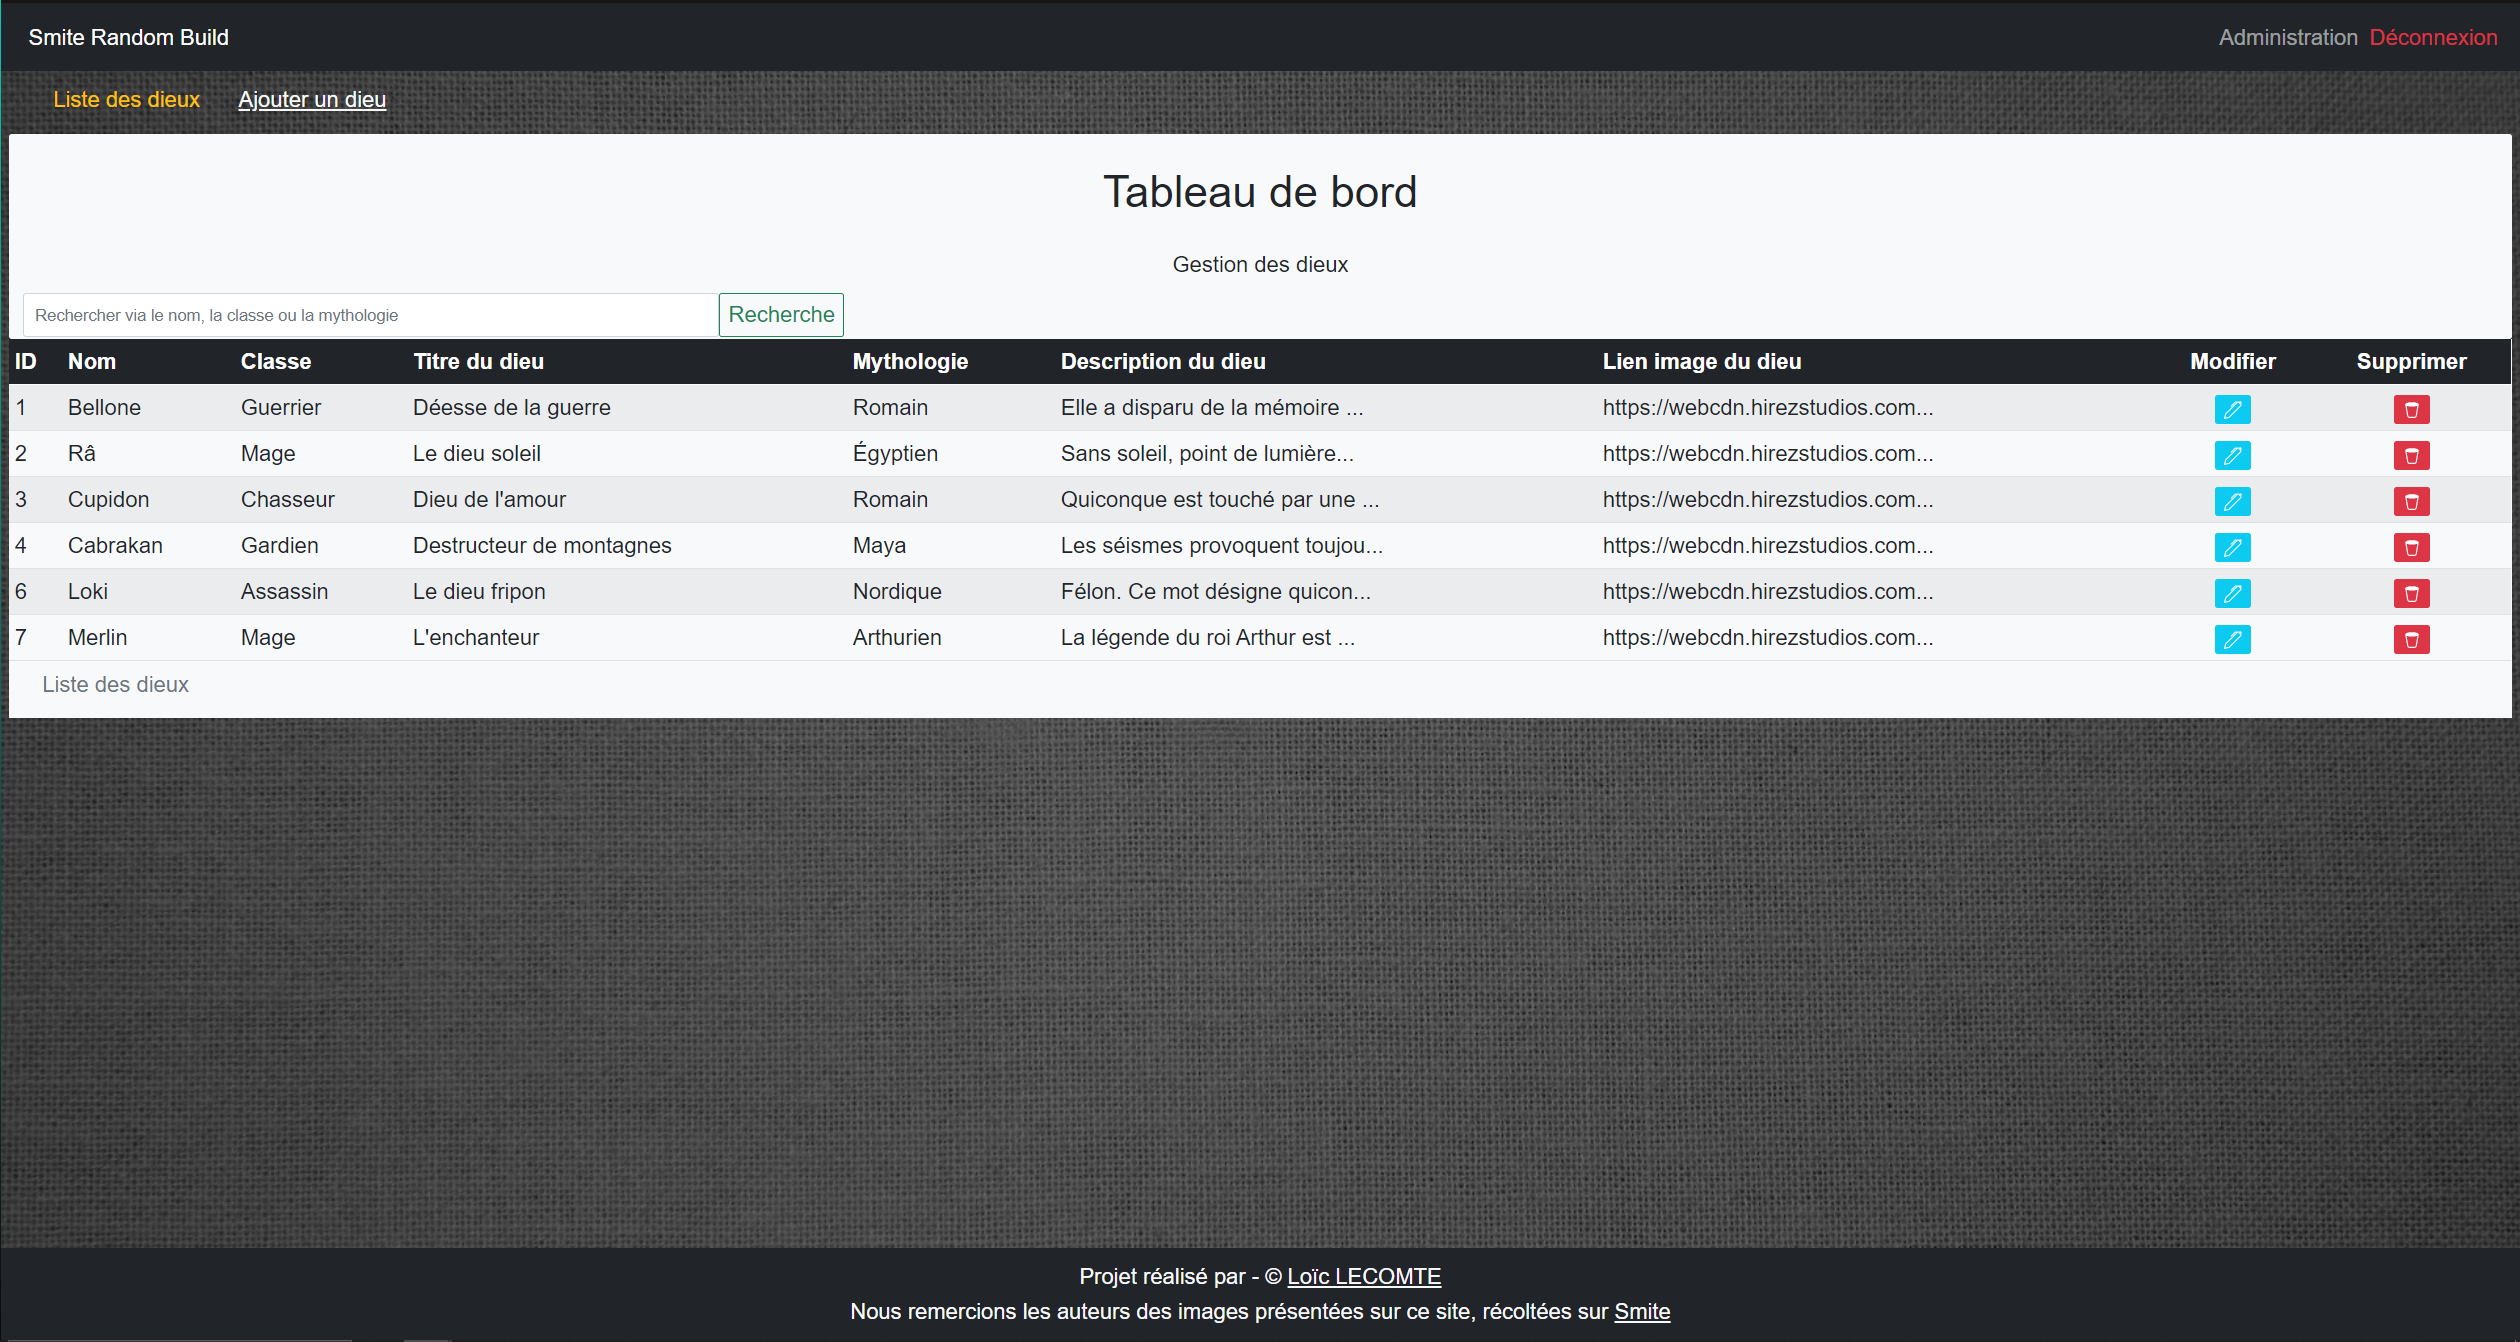 Smite Random Build Administration Déconnexion
Liste des dieux Ajouter un dieu
Tableau de bord
Gestion des dieux
Rechercher via le nom, la classe ou la mythologie Recherche
ID Nom Classe Titre du dieu Mythologie Description du dieu Lien image du dieu Modifier Supprimer
1 Bellone Guerrier Déesse de la guerre Romain Elle a disparu de la mémoire ... https://webcdn.hirezstudios.com...
2 Râ Mage Le dieu soleil Égyptien Sans soleil, point de lumière... https://webcdn.hirezstudios.com...
3 Cupidon Chasseur Dieu de l'amour Romain Quiconque est touché par une ... https://webcdn.hirezstudios.com...
4 Cabrakan Gardien Destructeur de montagnes Maya Les séismes provoquent toujou... https://webcdn.hirezstudios.com...
6 Loki Assassin Le dieu fripon Nordique Félon. Ce mot désigne quicon... https://webcdn.hirezstudios.com...
7 Merlin Mage L'enchanteur Arthurien La légende du roi Arthur est ... https://webcdn.hirezstudios.com...
Liste des dieux
Projet réalisé par - © Loïc LECOMTE
Nous remercions les auteurs des images présentées sur ce site, récoltées sur Smite